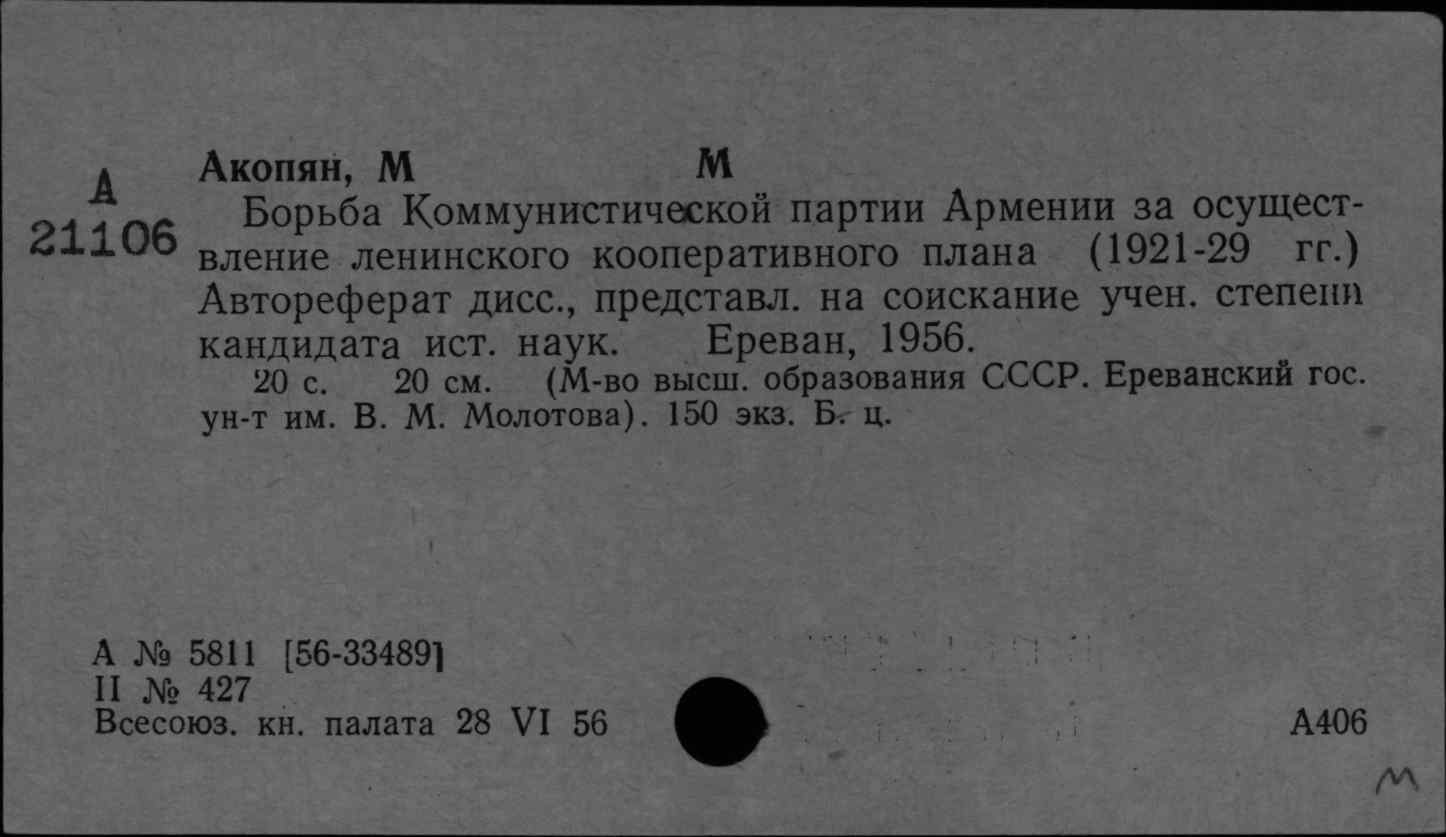 Акопян, М М
А
21106
Борьба Коммунистической партии Армении за осущест-
вление ленинского кооперативного плана (1921-29 гг.)
Автореферат дисс., представл. на соискание учен. степени
кандидата ист. наук. Ереван, 1956.
20 с. 20 см. (М-во высш. образования СССР. Ереванский гос.
ун-т им. В. М. Молотова). 150 экз. Б. ц.
А № 5811 [56-33489]
II № 427
Всесоюз. кн. палата 28 VI 56
А406
М